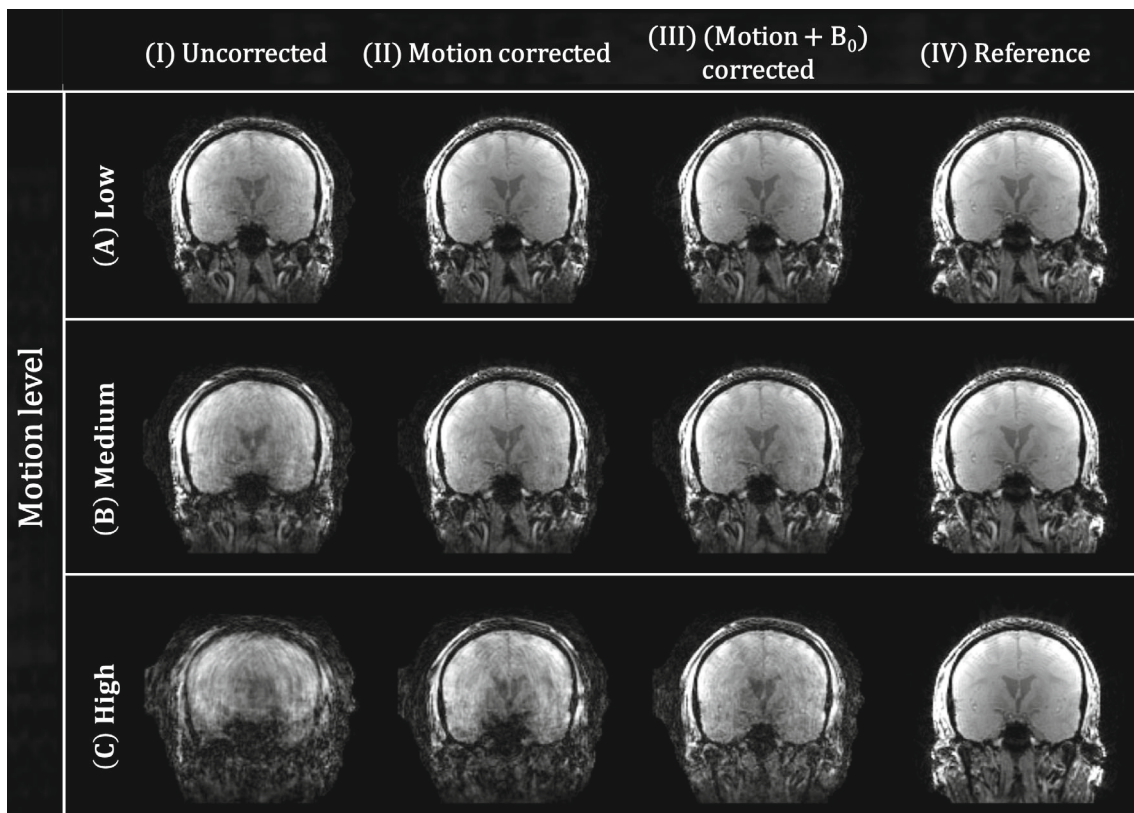 (I) Uncorrected
(II) Motion corrected
(III) (Motion + B₀)
corrected
(IV) Reference
Motion level
(A) Low
(B) Medium
(C) High